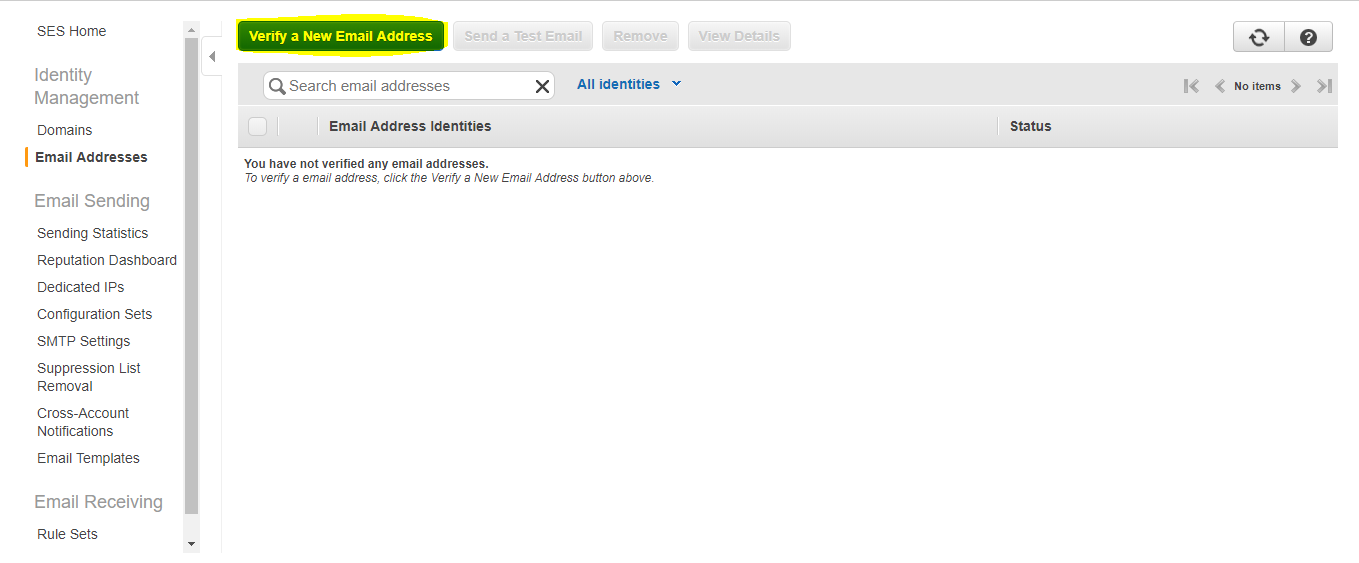 SES Home
Identity
Management
Domains
Email Addresses
Email Sending
Sending Statistics
Reputation Dashboard
Dedicated IPs
Configuration Sets
SMTP Settings
Suppression List
Removal
Cross-Account
Notifications
Email Templates
Email Receiving
Rule Sets
Verify a New Email Address
Send a Test Email
Remove
View Details
Search email addresses
All identities
No items
Email Address Identities
Status
You have not verified any email addresses.
To verify a email address, click the Verify a New Email Address button above.